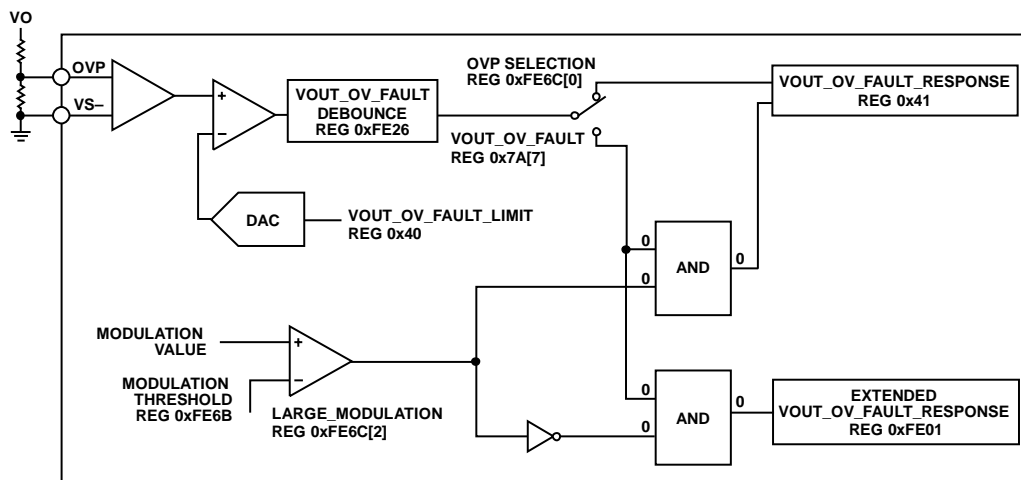 VO
OVP
VS–
+
–
VOUT_OV_FAULT
DEBOUNCE
REG 0xFE26
OVP SELECTION
REG 0xFE6C[0]
VOUT_OV_FAULT
REG 0x7A[7]
VOUT_OV_FAULT_RESPONSE
REG 0x41
DAC
VOUT_OV_FAULT_LIMIT
REG 0x40
0
0
AND
0
MODULATION
VALUE
+
–
MODULATION
THRESHOLD
REG 0xFE6B
LARGE_MODULATION
REG 0xFE6C[2]
0
0
AND
0
EXTENDED
VOUT_OV_FAULT_RESPONSE
REG 0xFE01